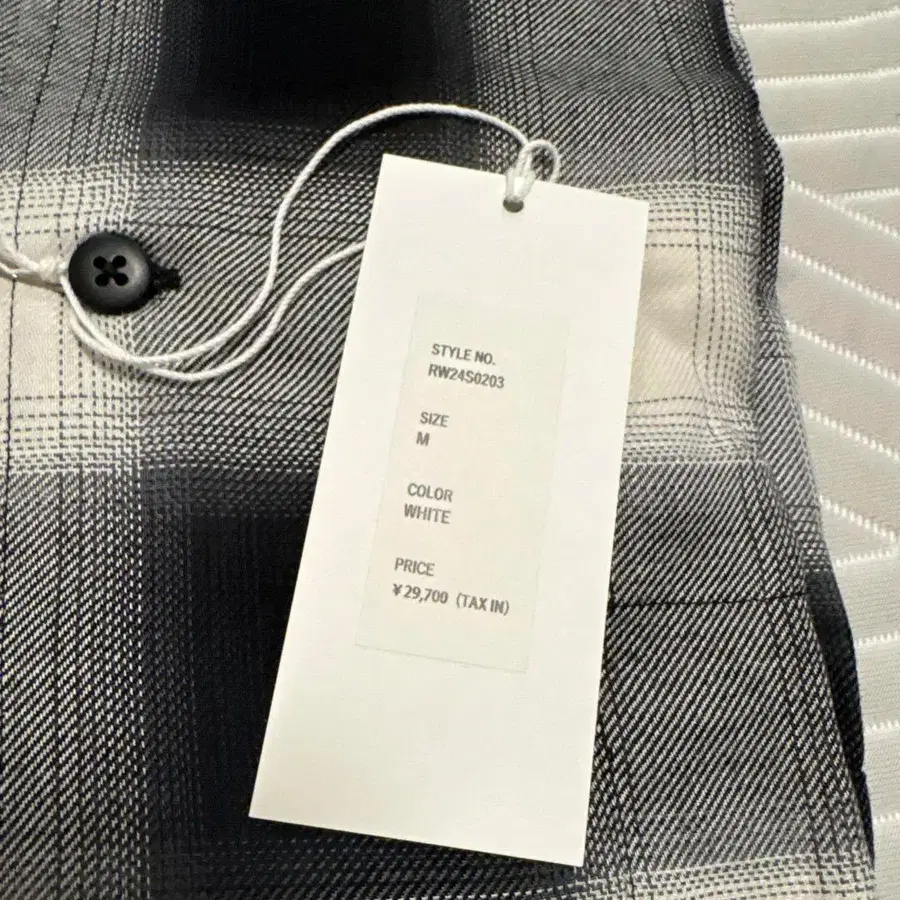 STYLE NO.
RW24S0203
SIZE
M
COLOR
WHITE
PRICE
¥29,700 (TAX IN)